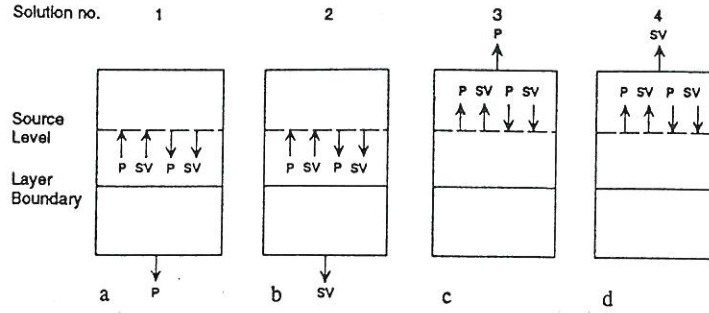 Solution no. 1 2 3 4
P SV
P SV P SV P SV P SV
Source
Level
P SV P SV P SV P SV
Layer
Boundary
a P b SV c d